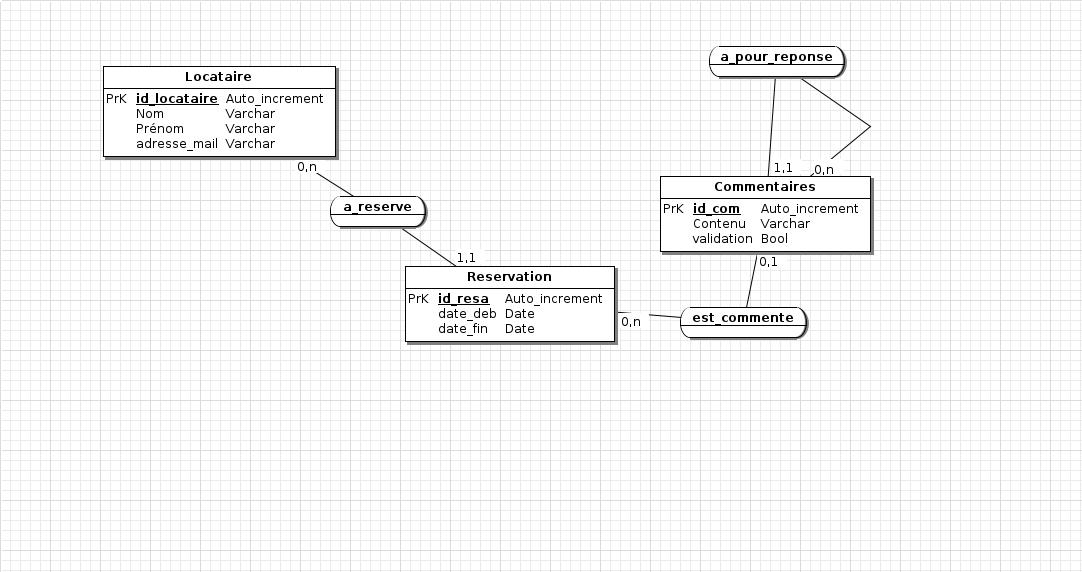 a_pour_reponse
Locataire
PrK id_locataire Auto_increment
Nom Varchar
Prénom Varchar
adresse_mail Varchar
0,n
1,1
0,n
a_reserve
Commentaires
PrK id_com Auto_increment
Contenu Varchar
validation Bool
1,1
0,1
Reservation
PrK id_resa Auto_increment
date_deb Date
date_fin Date
0,n
est_commente